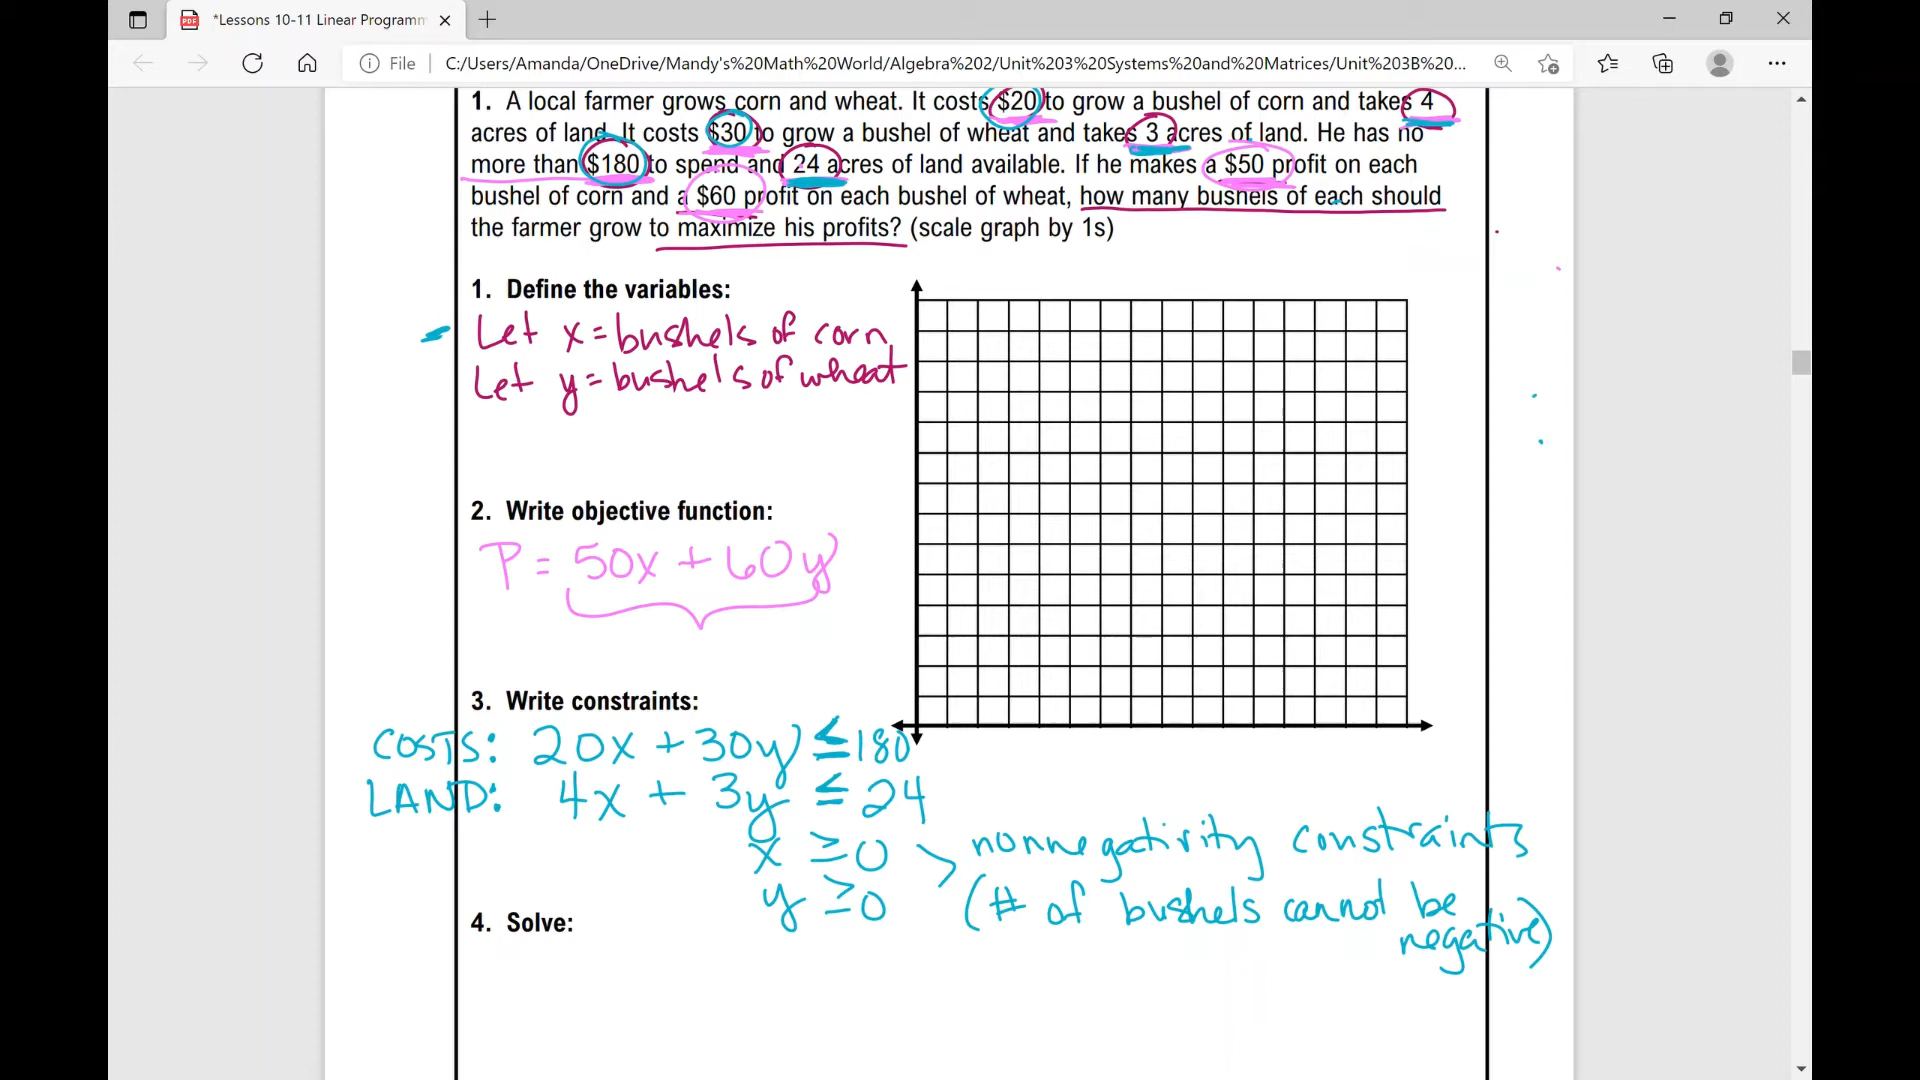 *Lessons 10-11 Linear Programm
File C:/Users/Amanda/OneDrive/Mandy's%20Math%20World/Algebra%202/Unit%203%20Systems%20and%20Matrices/Unit%203B%20...
1. A local farmer grows corn and wheat. It costs $20 to grow a bushel of corn and takes 4
acres of land. It costs $30 to grow a bushel of wheat and takes 3 acres of land. He has no
more than $180 to spend and 24 acres of land available. If he makes a $50 profit on each
bushel of corn and a $60 profit on each bushel of wheat, how many bushels of each should
the farmer grow to maximize his profits? (scale graph by 1s)
1. Define the variables:
Let x = bushels of corn
Let y = bushels of wheat
2. Write objective function:
P = 50x + 60y
3. Write constraints:
COSTS: 20x + 30y ≤ 180
LAND: 4x + 3y ≤ 24
x ≥ 0 > nonnegativity constraints
y ≥ 0 (# of bushels cannot be
negative)
4. Solve: